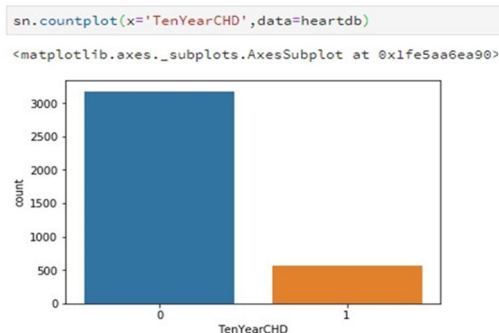 sn.countplot(x='TenYearCHD',data=heartdb)
<matplotlib.axes._subplots.AxesSubplot at 0x1fe5aa6ea90>
3000
2500
2000
1500
1000
500
0
count
0 1
TenYearCHD